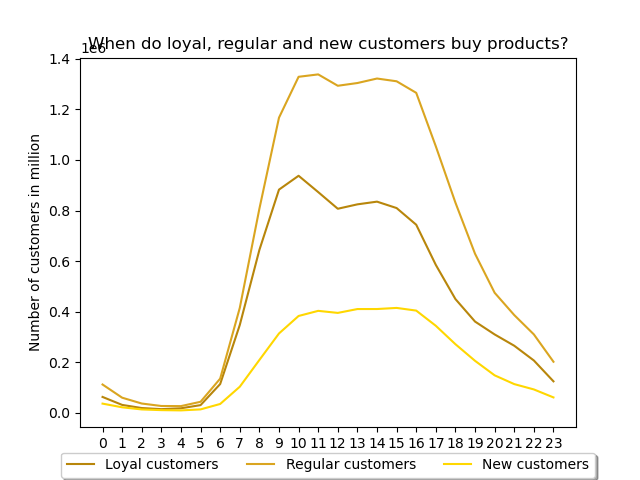 When do loyal, regular and new customers buy products?
1e6
1.4
1.2
1.0
0.8
0.6
0.4
0.2
0.0
Number of customers in million
0 1 2 3 4 5 6 7 8 9 10 11 12 13 14 15 16 17 18 19 20 21 22 23
Loyal customers Regular customers New customers